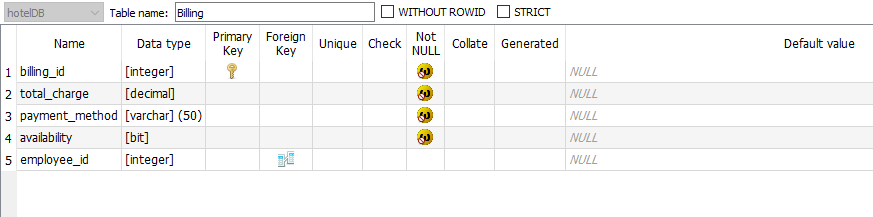 hotelDB Table name: Billing WITHOUT ROWID STRICT
Name Data type Primary Key Foreign Key Unique Check Not NULL Collate Generated Default value
1 billing_id [integer] NULL
2 total_charge [decimal] NULL
3 payment_method [varchar] (50) NULL
4 availability [bit] NULL
5 employee_id [integer] NULL